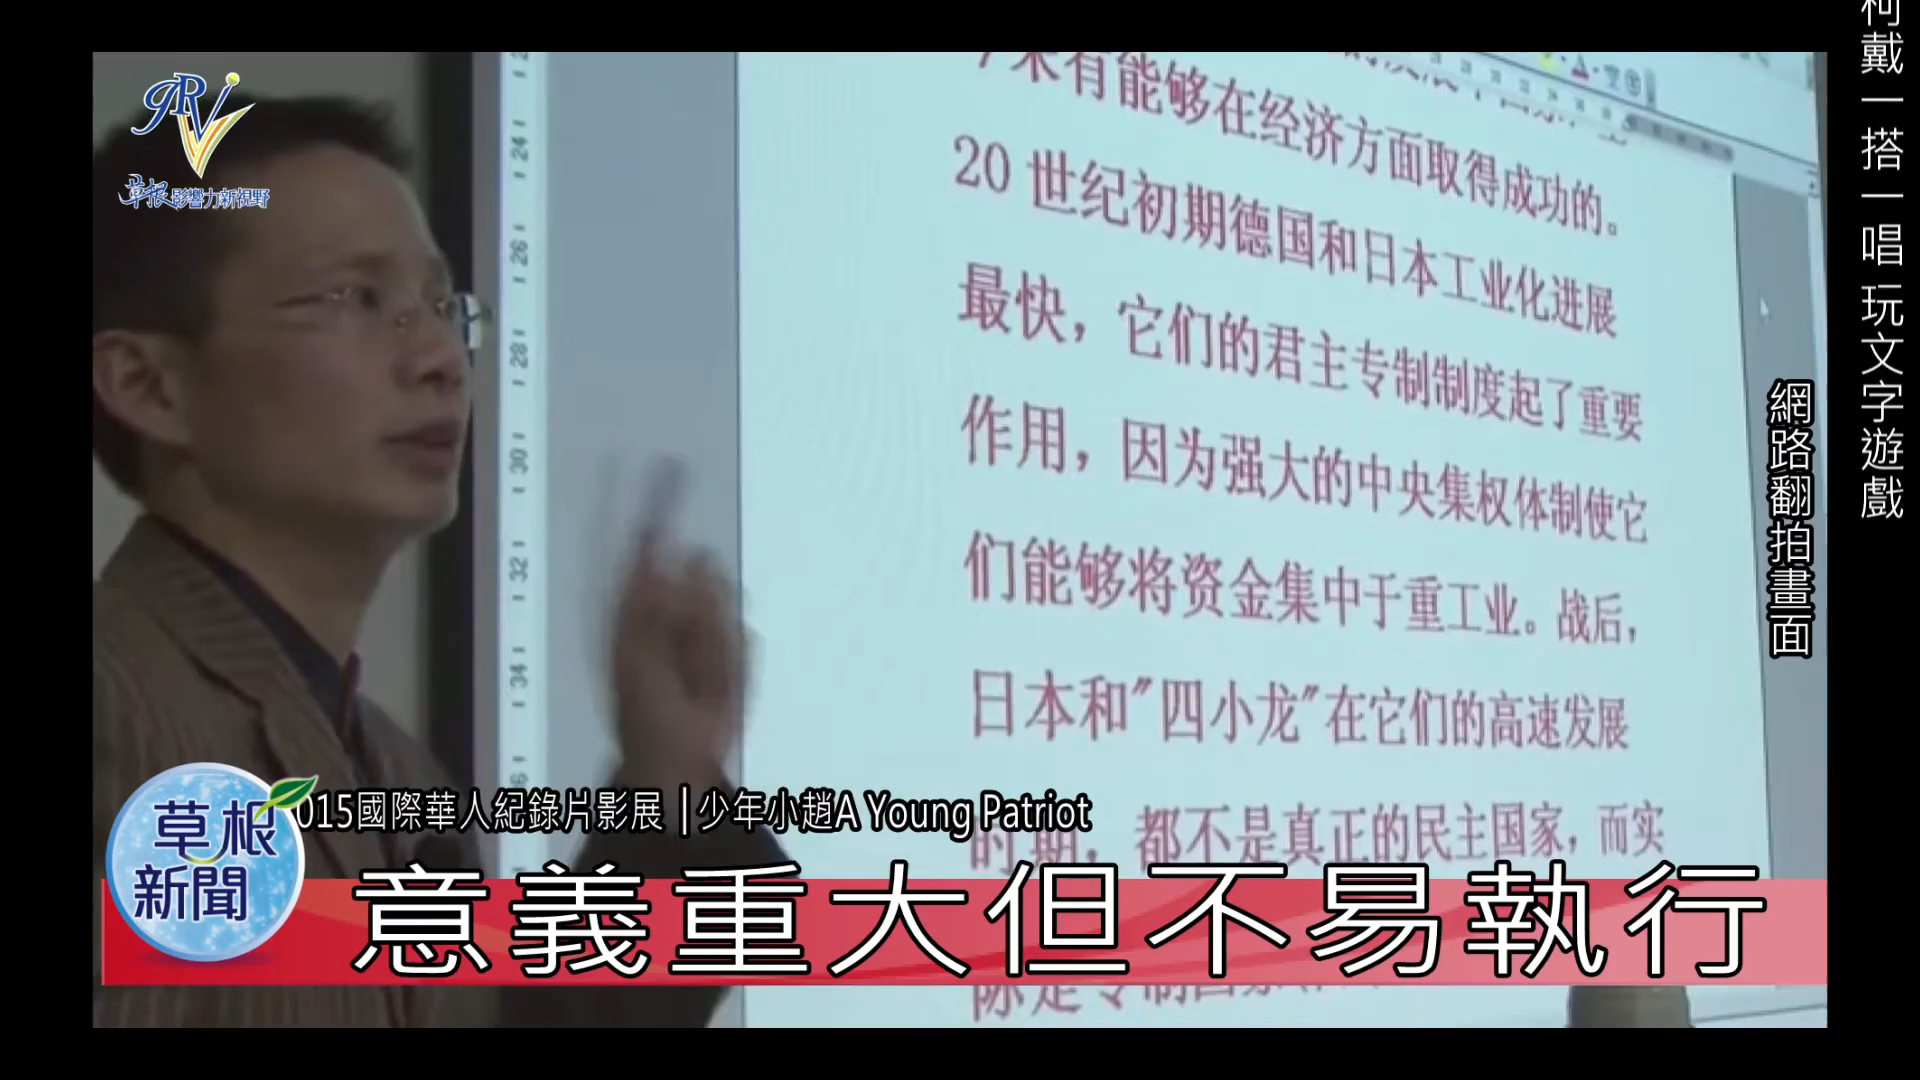 GRV
草根影響力新視野
未有能够在经济方面取得成功的。
20 世纪初期德国和日本工业化进展
最快，它们的君主专制制度起了重要
作用，因为强大的中央集权体制使它
们能够将资金集中于重工业。战后，
日本和"四小龙"在它们的高速发展
时期，都不是真正的民主国家，而实
24
26
28
30
32
34
網路翻拍畫面
柯戴一搭一唱 玩文字遊戲
015國際華人紀錄片影展 | 少年小趙A Young Patriot
草根
新聞
意義重大但不易執行